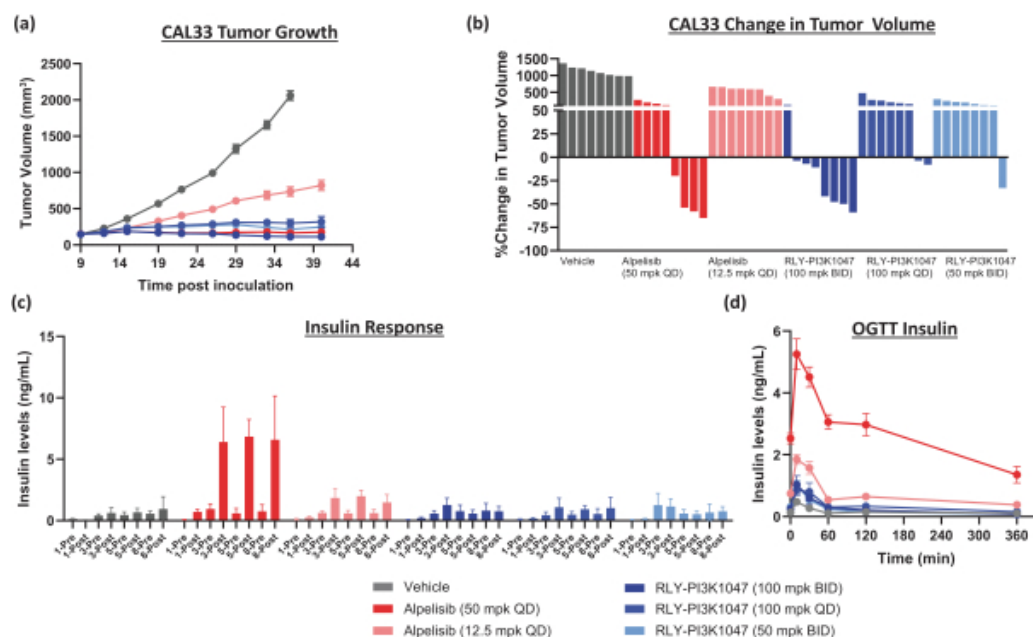 (a)
CAL33 Tumor Growth
Tumor Volume (mm³)
2500
2000
1500
1000
500
0
9 14 19 24 29 34 39 44
Time post inoculation
(b)
CAL33 Change in Tumor Volume
%Change in Tumor Volume
1500
1000
500
50
25
0
-25
-50
-75
-100
Vehicle Alpelisib Alpelisib RLY-PI3K1047 RLY-PI3K1047 RLY-PI3K1047
(50 mpk QD) (12.5 mpk QD) (100 mpk BID) (100 mpk QD) (50 mpk BID)
(c)
Insulin Response
Insulin levels (ng/mL)
15
10
5
0
1-Pre
(d)
OGTT Insulin
Insulin levels (ng/mL)
6
4
2
0
0 60 120 180 240 300 360
Time (min)
Vehicle
Alpelisib (50 mpk QD)
Alpelisib (12.5 mpk QD)
RLY-PI3K1047 (100 mpk BID)
RLY-PI3K1047 (100 mpk QD)
RLY-PI3K1047 (50 mpk BID)